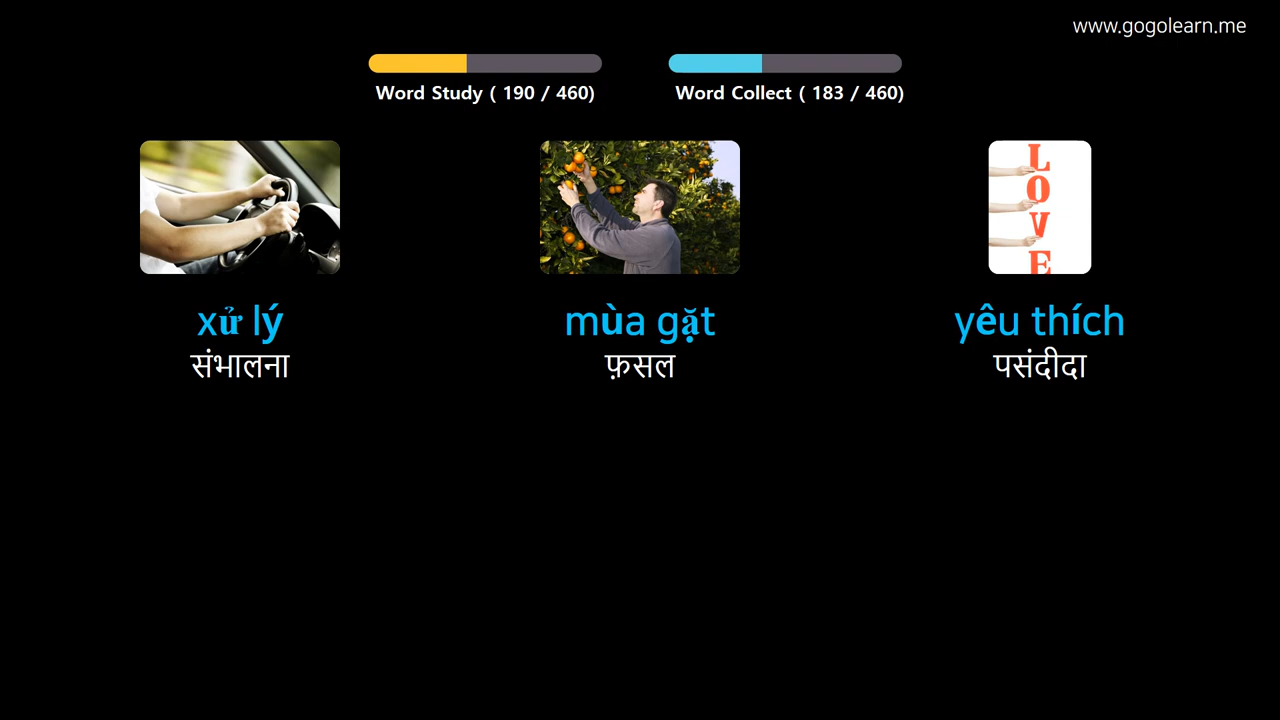 www.gogolearn.me
Word Study ( 190 / 460)
Word Collect ( 183 / 460)
LOVE
xử lý
mùa gặt
yêu thích
संभालना
फ़सल
पसंदीदा